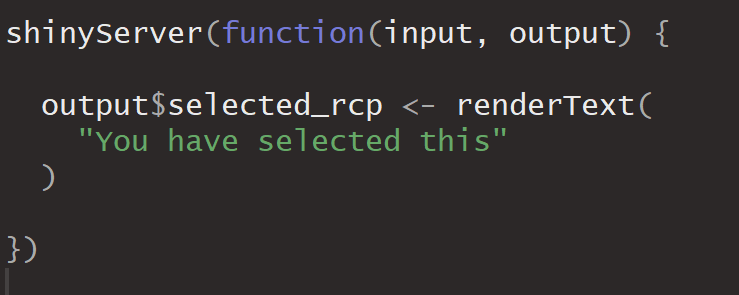 shinyServer(function(input, output) {
output$selected_rcp <- renderText(
"You have selected this"
)
})